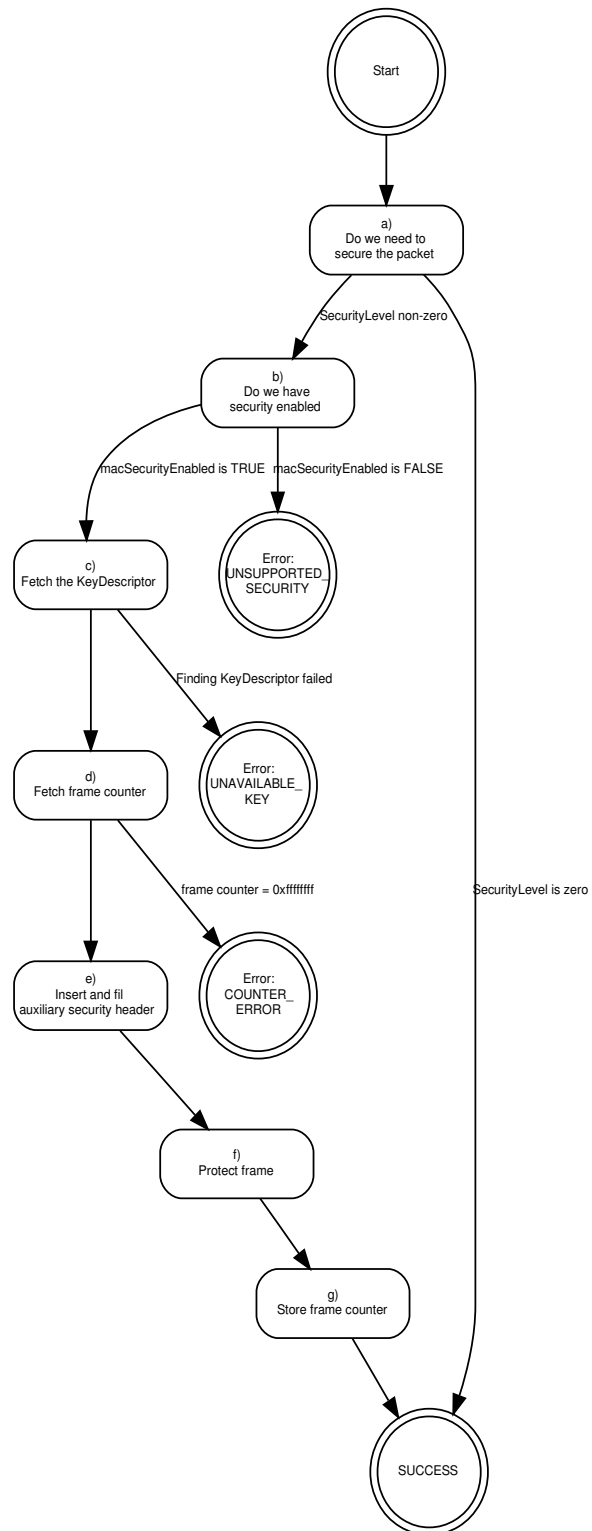 Start
a)
Do we need to
secure the packet
SecurityLevel non-zero
b)
Do we have
security enabled
macSecurityEnabled is TRUE
macSecurityEnabled is FALSE
c)
Fetch the KeyDescriptor
Error:
UNSUPPORTED_
SECURITY
Finding KeyDescriptor failed
d)
Fetch frame counter
Error:
UNAVAILABLE_
KEY
frame counter = 0xffffffff
SecurityLevel is zero
e)
Insert and fil
auxiliary security header
Error:
COUNTER_
ERROR
f)
Protect frame
g)
Store frame counter
SUCCESS